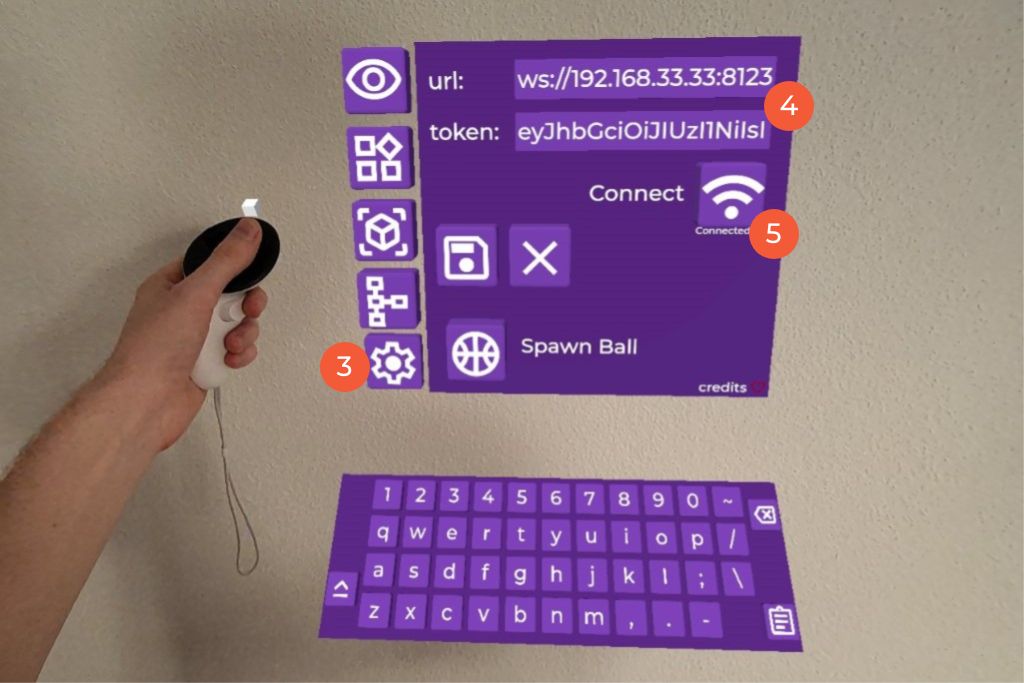 url: ws://192.168.33.33:8123
4
token: eyJhbGciOiJIUzI1NiIsI
Connect
Connected
5
Spawn Ball
3
credits
1 2 3 4 5 6 7 8 9 0 ~
q w e r t y u i o p /
a s d f g h j k l ; \
z x c v b n m , . -